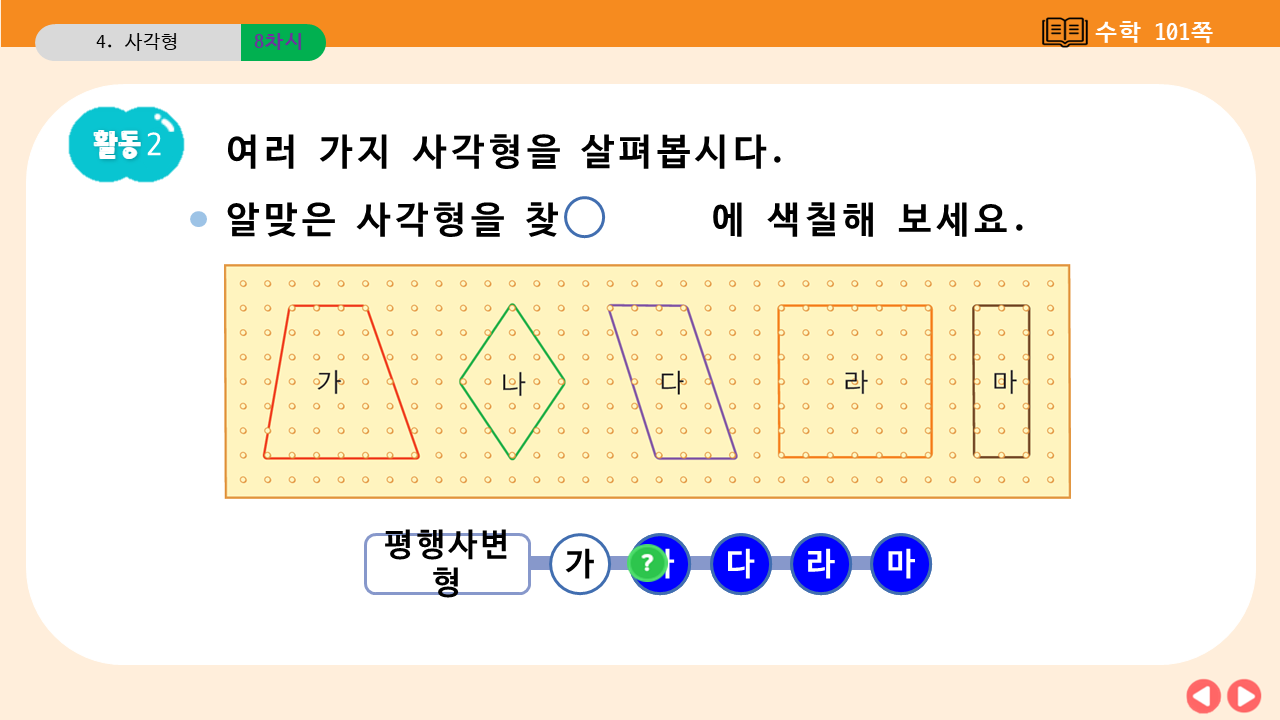 4. 사각형
8차시
수학 101쪽
활동 2
여러 가지 사각형을 살펴봅시다.
알맞은 사각형을 찾 에 색칠해 보세요.
가 나 다 라 마
평행사변
형
가 ? 다 라 마